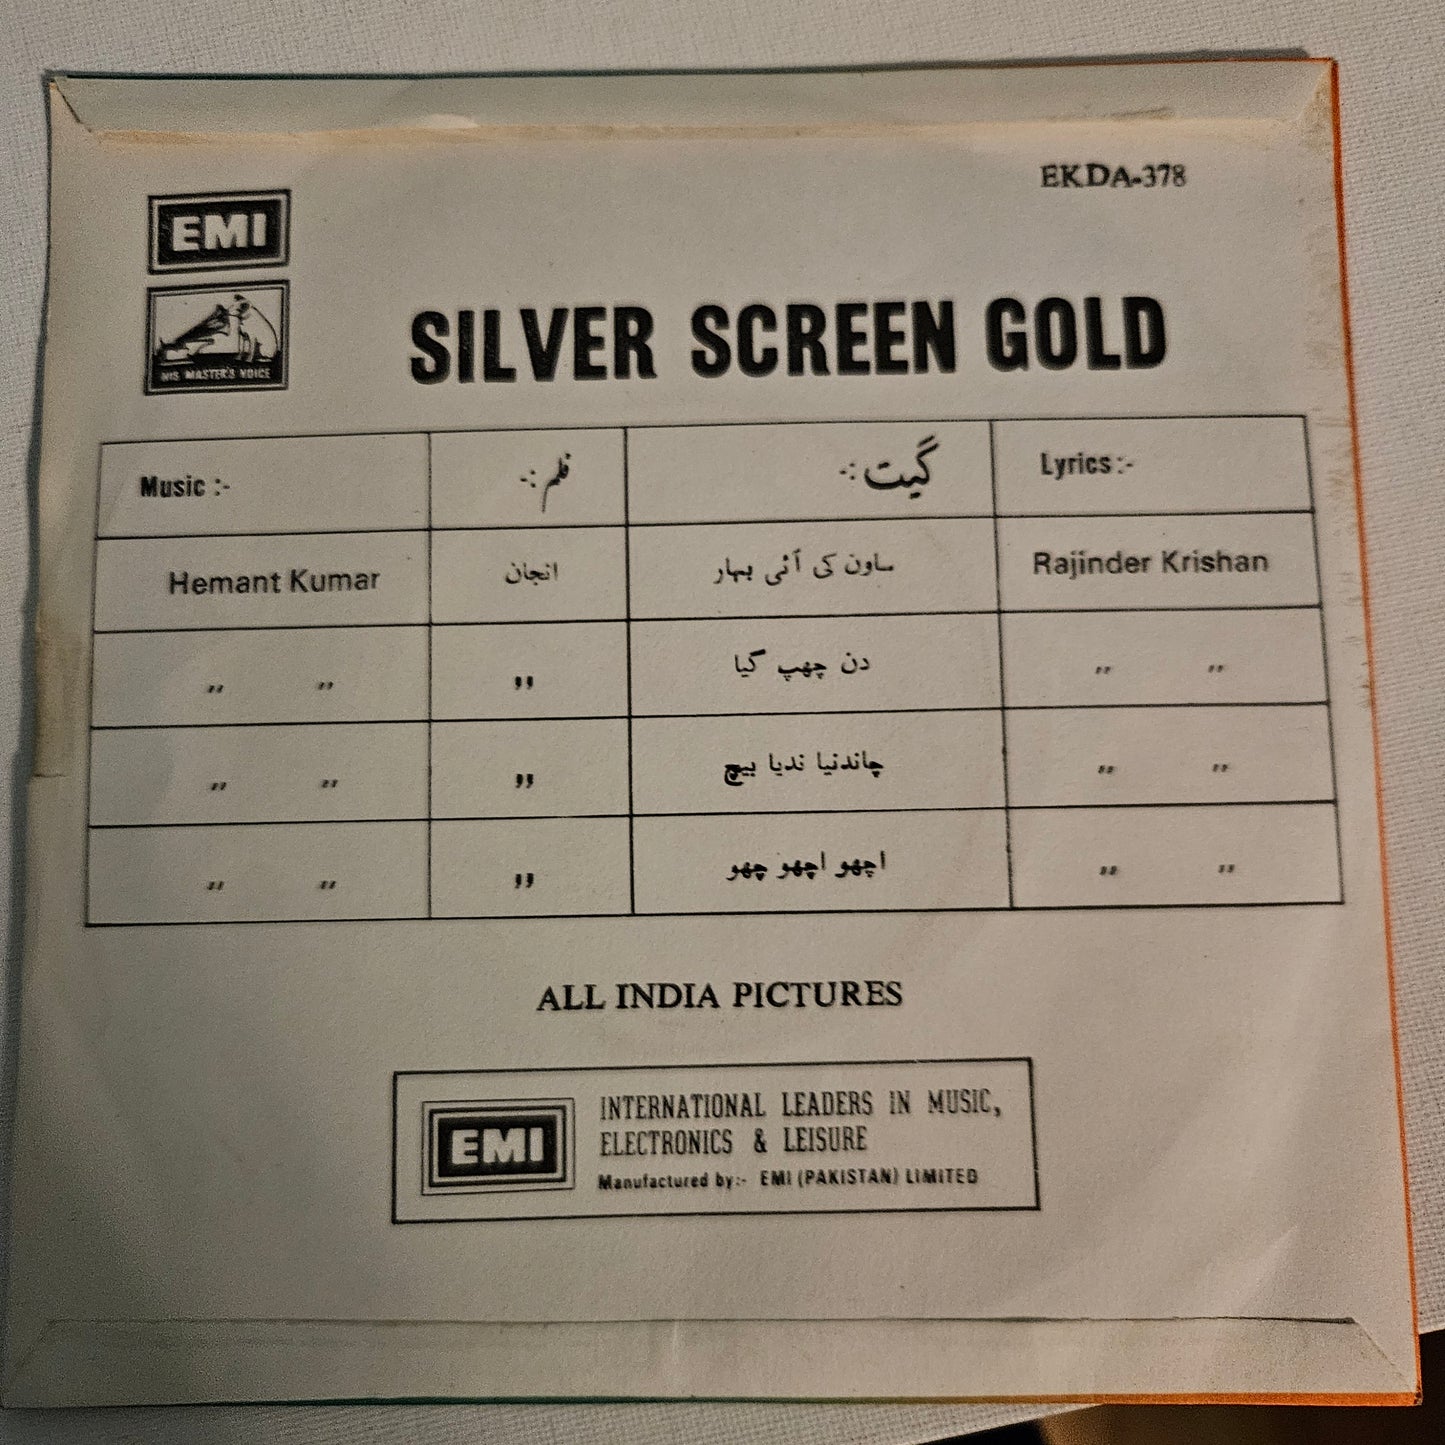 EKDA-378
EMI
HIS MASTER'S VOICE
SILVER SCREEN GOLD
Music :- فلم :- گیت :- Lyrics :-
Hemant Kumar انجان ساون کی آئی بہار Rajinder Krishan
,, ,, ,, دن چھپ گیا ,, ,,
,, ,, ,, چاندنیا ندیا بیچ ,, ,,
,, ,, ,, اچھو اچھو چھو ,, ,,
ALL INDIA PICTURES
EMI
INTERNATIONAL LEADERS IN MUSIC,
ELECTRONICS & LEISURE
Manufactured by:- EMI (PAKISTAN) LIMITED